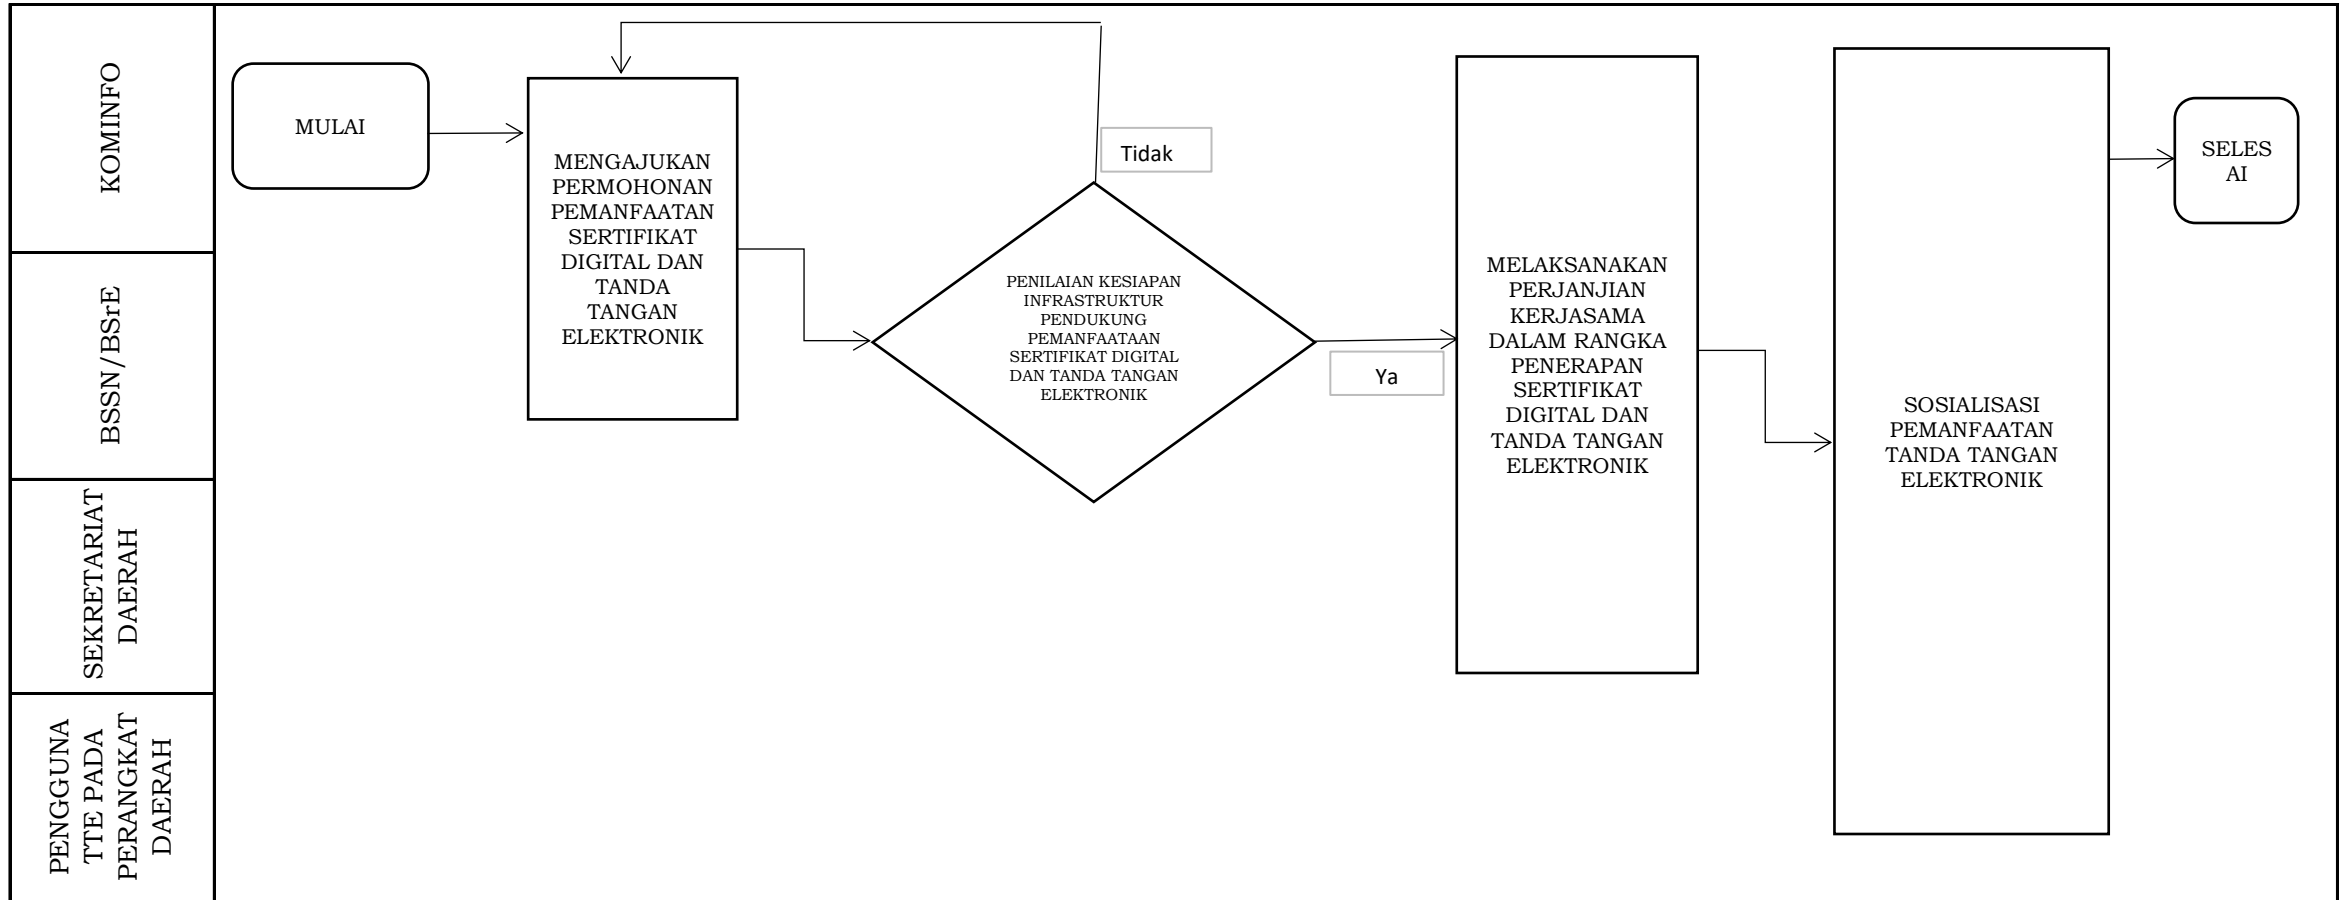 KOMINFO
BSSN/BSrE
SEKRETARIAT
DAERAH
PENGGUNA
TTE PADA
PERANGKAT
DAERAH
MULAI
MENGAJUKAN
PERMOHONAN
PEMANFAATAN
SERTIFIKAT
DIGITAL DAN
TANDA
TANGAN
ELEKTRONIK
Tidak
PENILAIAN KESIAPAN
INFRASTRUKTUR
PENDUKUNG
PEMANFAATAAN
SERTIFIKAT DIGITAL
DAN TANDA TANGAN
ELEKTRONIK
Ya
MELAKSANAKAN
PERJANJIAN
KERJASAMA
DALAM RANGKA
PENERAPAN
SERTIFIKAT
DIGITAL DAN
TANDA TANGAN
ELEKTRONIK
SOSIALISASI
PEMANFAATAN
TANDA TANGAN
ELEKTRONIK
SELES
AI